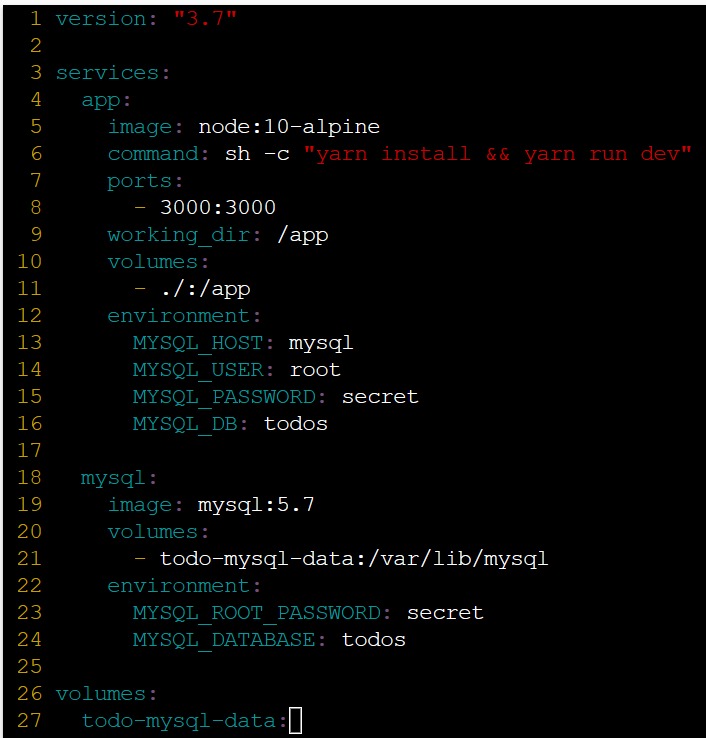 1 version: "3.7"
2
3 services:
4   app:
5     image: node:10-alpine
6     command: sh -c "yarn install && yarn run dev"
7     ports:
8       - 3000:3000
9     working_dir: /app
10     volumes:
11       - ./:/app
12     environment:
13       MYSQL_HOST: mysql
14       MYSQL_USER: root
15       MYSQL_PASSWORD: secret
16       MYSQL_DB: todos
17
18   mysql:
19     image: mysql:5.7
20     volumes:
21       - todo-mysql-data:/var/lib/mysql
22     environment:
23       MYSQL_ROOT_PASSWORD: secret
24       MYSQL_DATABASE: todos
25
26 volumes:
27   todo-mysql-data: